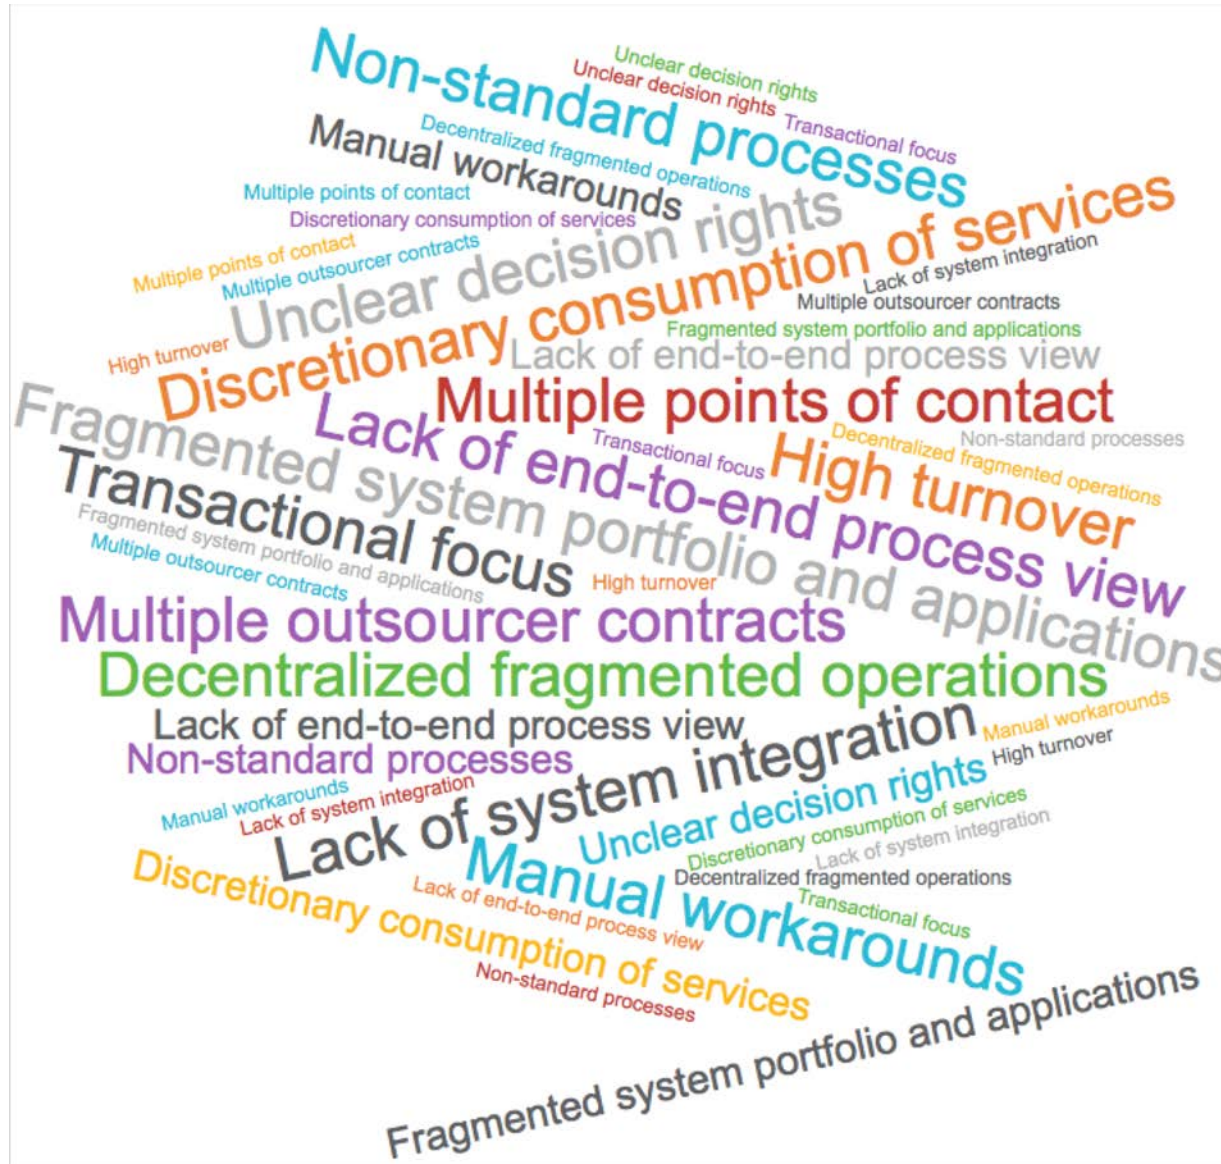 Non-standard processes
Unclear decision rights
Unclear decision rights
Transactional focus
Decentralized fragmented operations
Manual workarounds
Multiple points of contact
Discretionary consumption of services
Unclear decision rights
Discretionary consumption of services
Multiple points of contact
Multiple outsourcer contracts
Lack of system integration
Multiple outsourcer contracts
Fragmented system portfolio and applications
High turnover
Lack of end-to-end process view
Multiple points of contact
Fragmented system portfolio and applications
Lack of end-to-end process view
Transactional focus
High turnover
Decentralized fragmented operations
Non-standard processes
Transactional focus
Fragmented system portfolio and applications
Multiple outsourcer contracts
High turnover
Multiple outsourcer contracts
Decentralized fragmented operations
Lack of end-to-end process view
Non-standard processes
Lack of system integration
Manual workarounds
High turnover
Manual workarounds
Lack of system integration
Unclear decision rights
Discretionary consumption of services
Lack of system integration
Manual workarounds
Decentralized fragmented operations
Discretionary consumption of services
Lack of end-to-end process view
Transactional focus
Non-standard processes
Fragmented system portfolio and applications